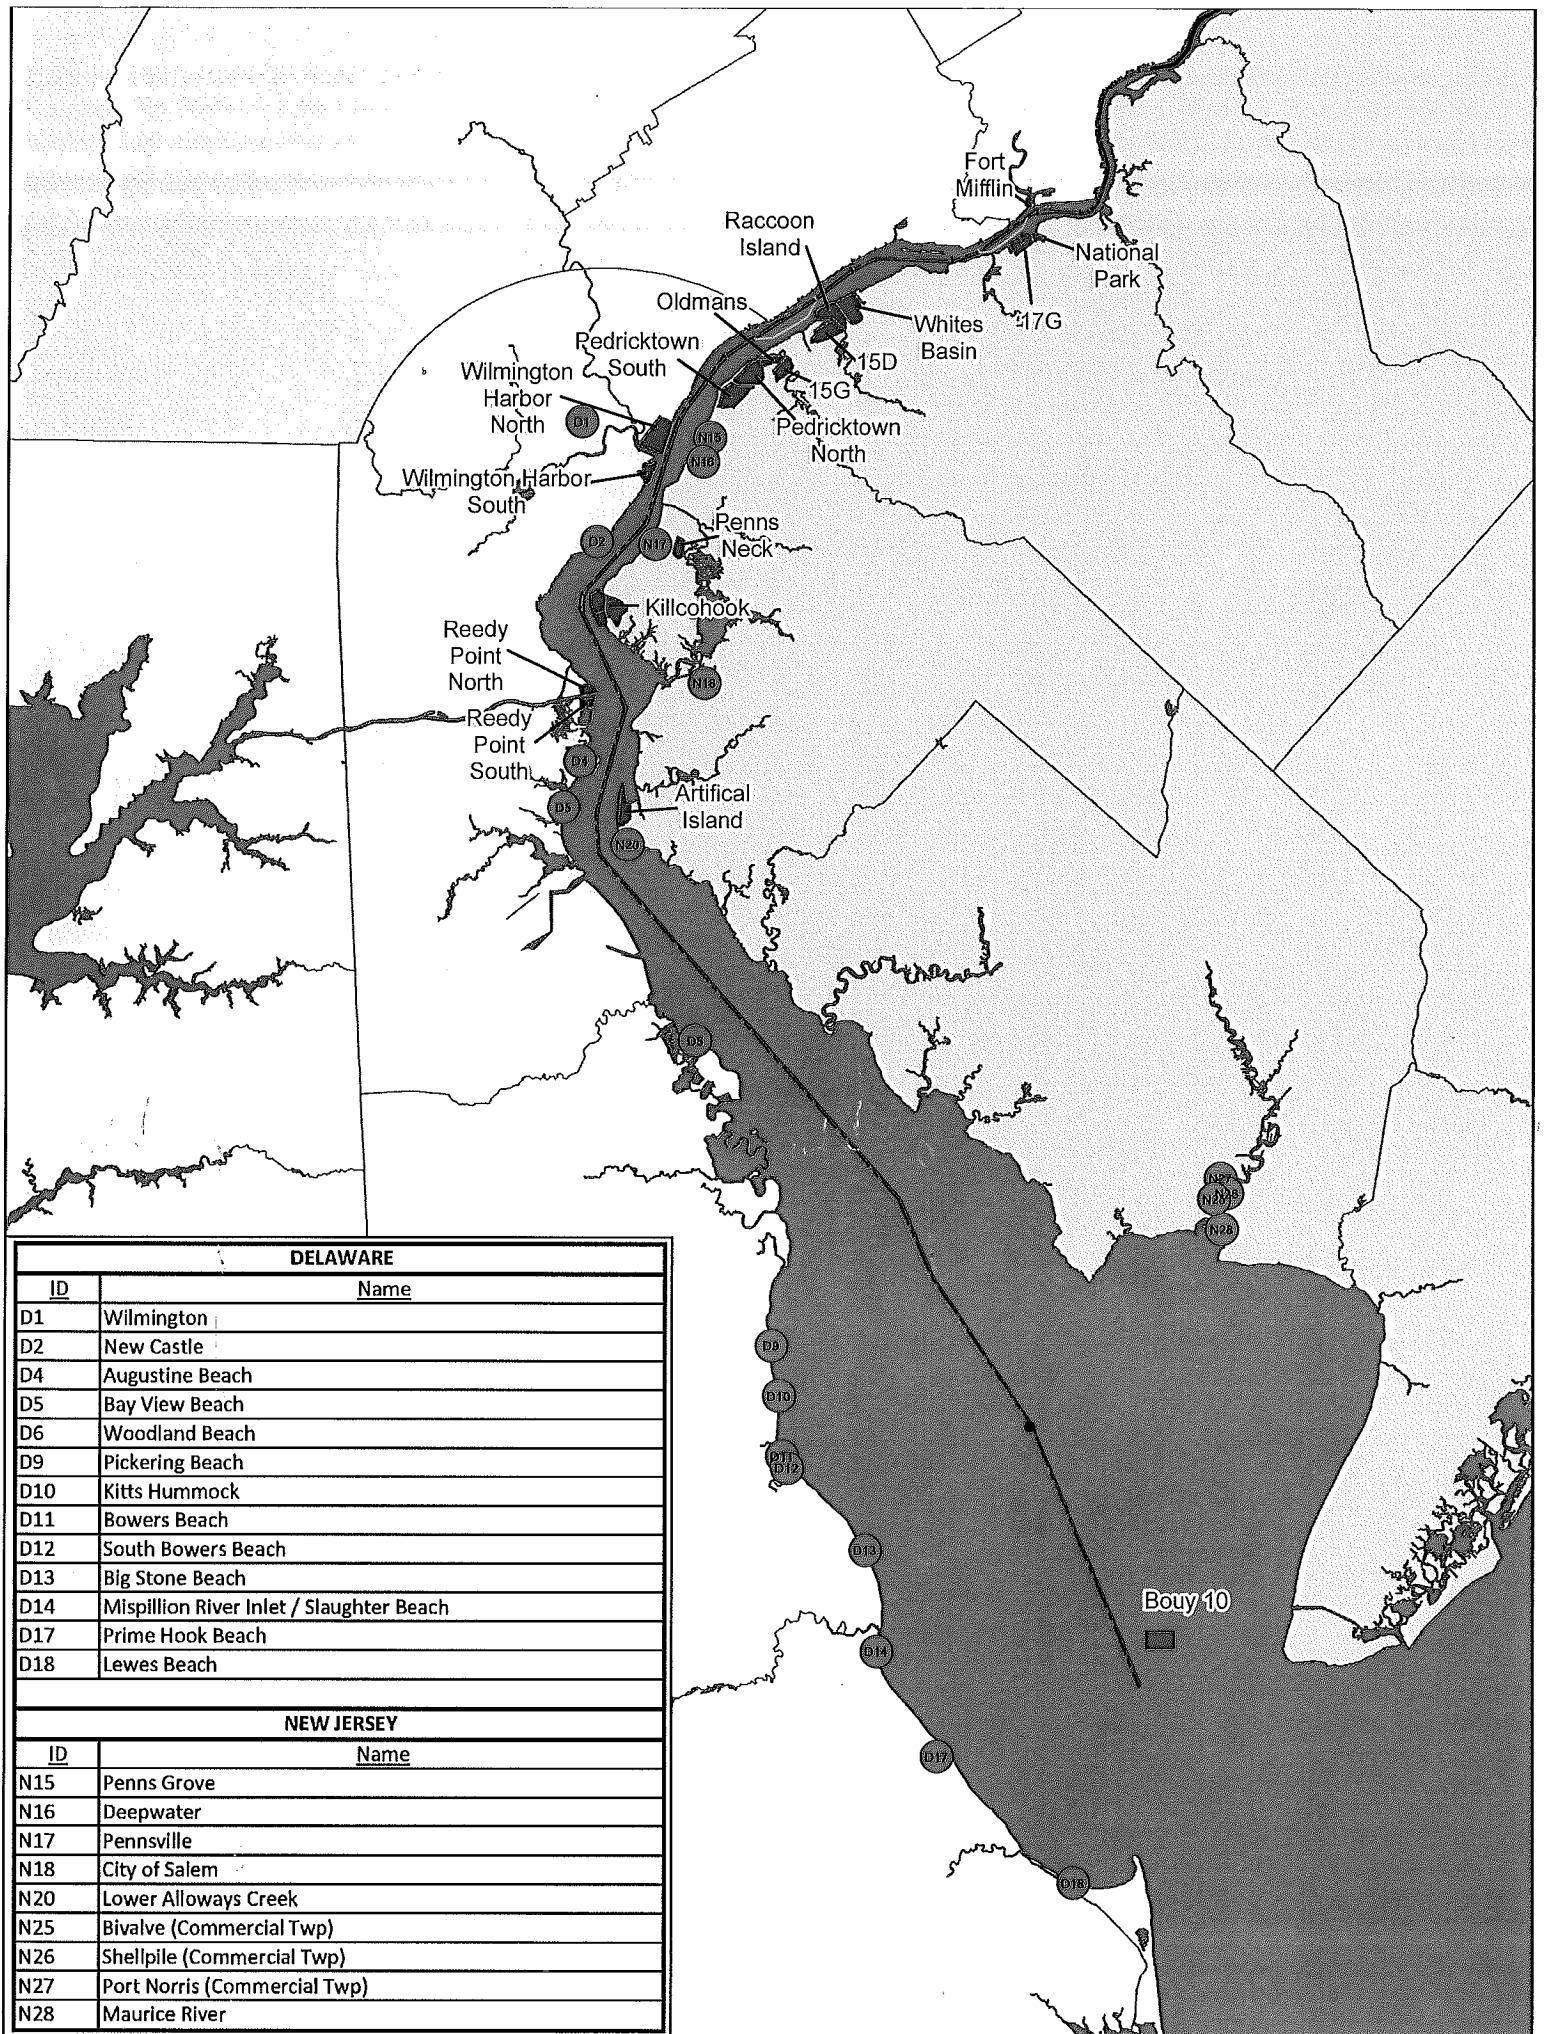 Fort
Mifflin
Raccoon
Island
National
Park
Oldmans
Whites
Basin
17G
Pedricktown
South
15D
Wilmington
Harbor
North
15G
D1
Pedricktown
North
N15
N16
Wilmington Harbor
South
Penns
Neck
D2
N17
Killcohook
Reedy
Point
North
N18
Reedy
Point
South
D4
Artifical
Island
D5
N20
D6
N27
N26
N25
N28
D9
D10
D11
D12
D13
Bouy 10
D14
D17
D18
DELAWARE
ID Name
D1 Wilmington
D2 New Castle
D4 Augustine Beach
D5 Bay View Beach
D6 Woodland Beach
D9 Pickering Beach
D10 Kitts Hummock
D11 Bowers Beach
D12 South Bowers Beach
D13 Big Stone Beach
D14 Mispillion River Inlet / Slaughter Beach
D17 Prime Hook Beach
D18 Lewes Beach
NEW JERSEY
ID Name
N15 Penns Grove
N16 Deepwater
N17 Pennsville
N18 City of Salem
N20 Lower Alloways Creek
N25 Bivalve (Commercial Twp)
N26 Shellpile (Commercial Twp)
N27 Port Norris (Commercial Twp)
N28 Maurice River